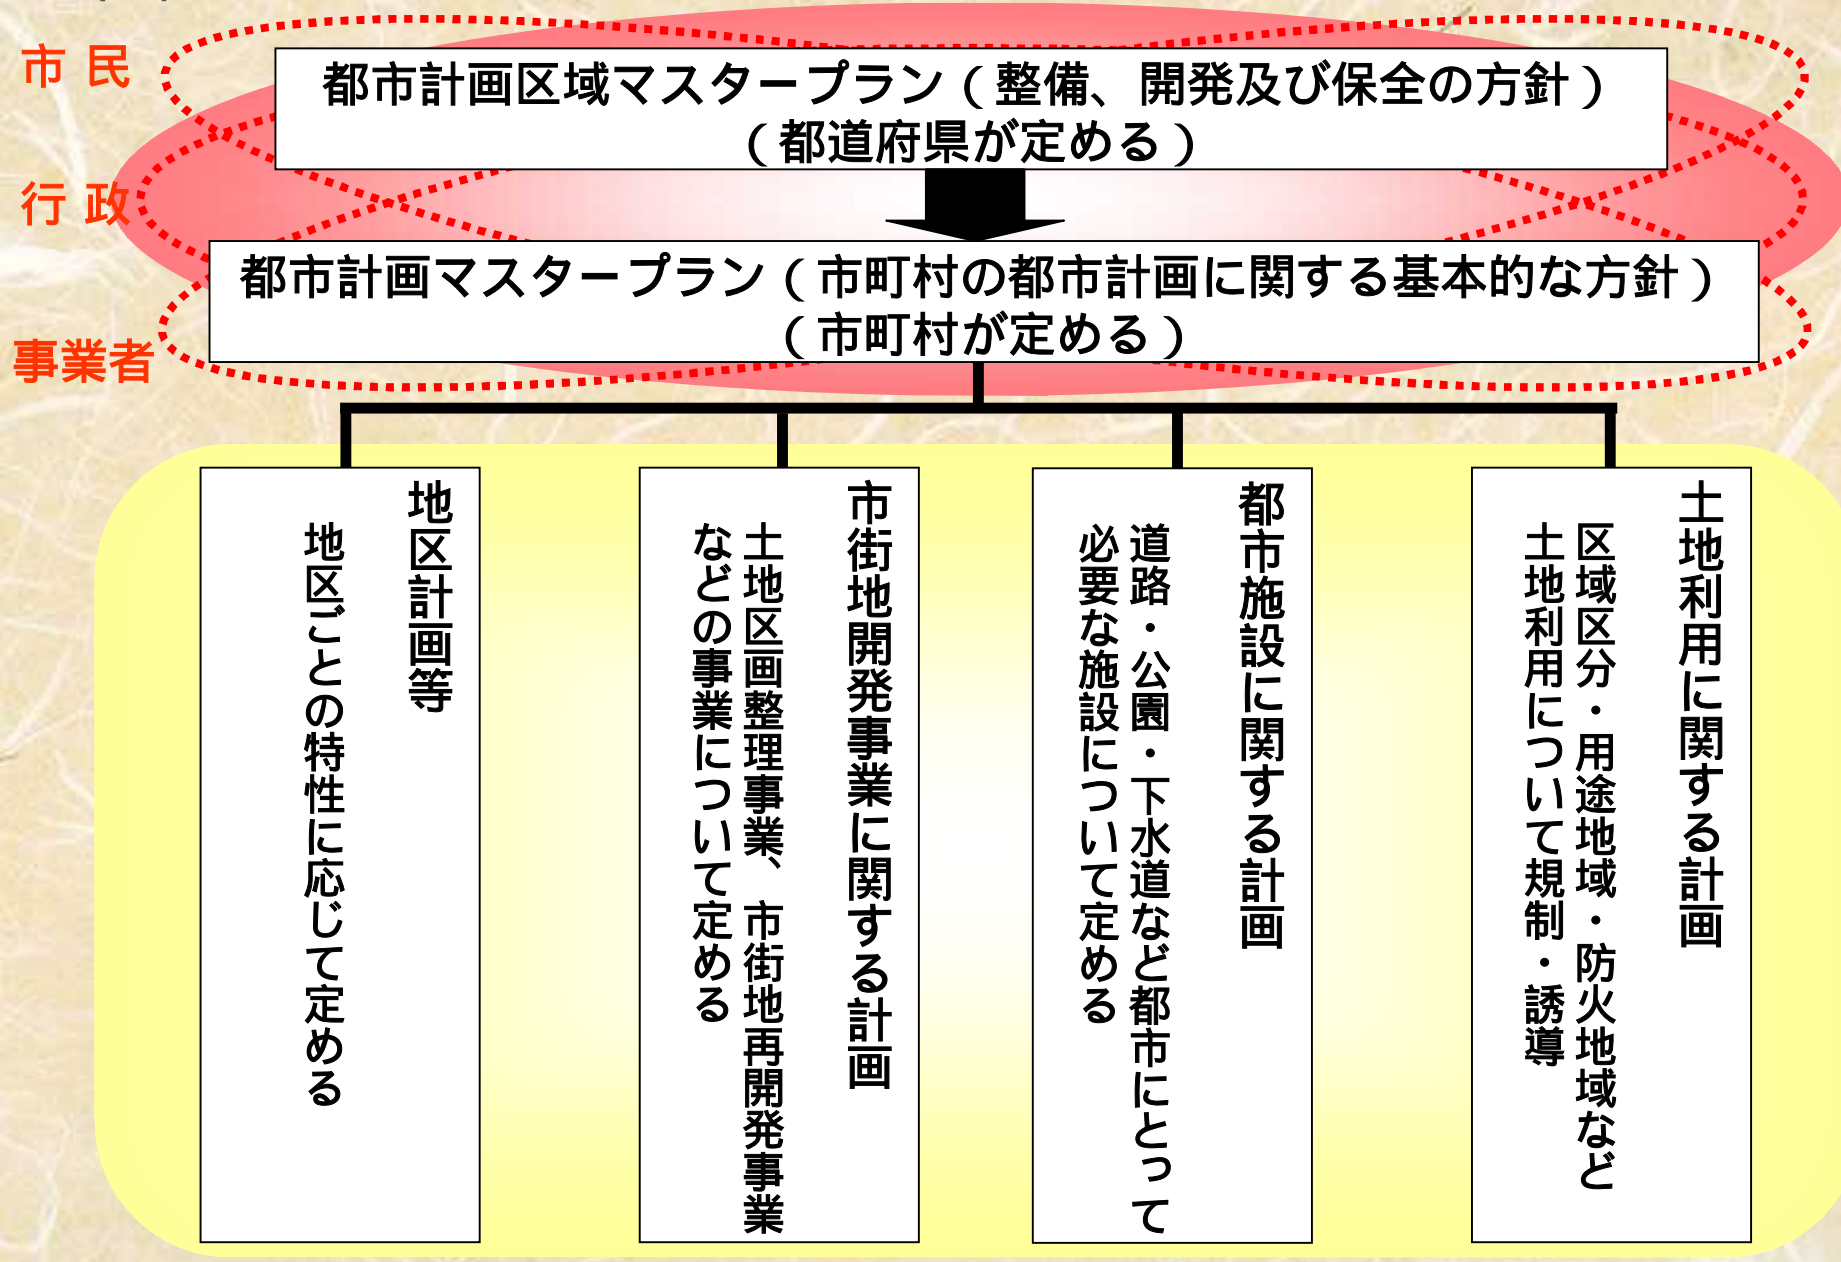 市 民
都市計画区域マスタープラン（整備、開発及び保全の方針）
（都道府県が定める）
行 政
都市計画マスタープラン（市町村の都市計画に関する基本的な方針）
（市町村が定める）
事業者
土地利用に関する計画
区域区分・用途地域・防火地域など
土地利用について規制・誘導
都市施設に関する計画
道路・公園・下水道など都市にとって
必要な施設について定める
市街地開発事業に関する計画
土地区画整理事業、市街地再開発事業
などの事業について定める
地区計画等
地区ごとの特性に応じて定める